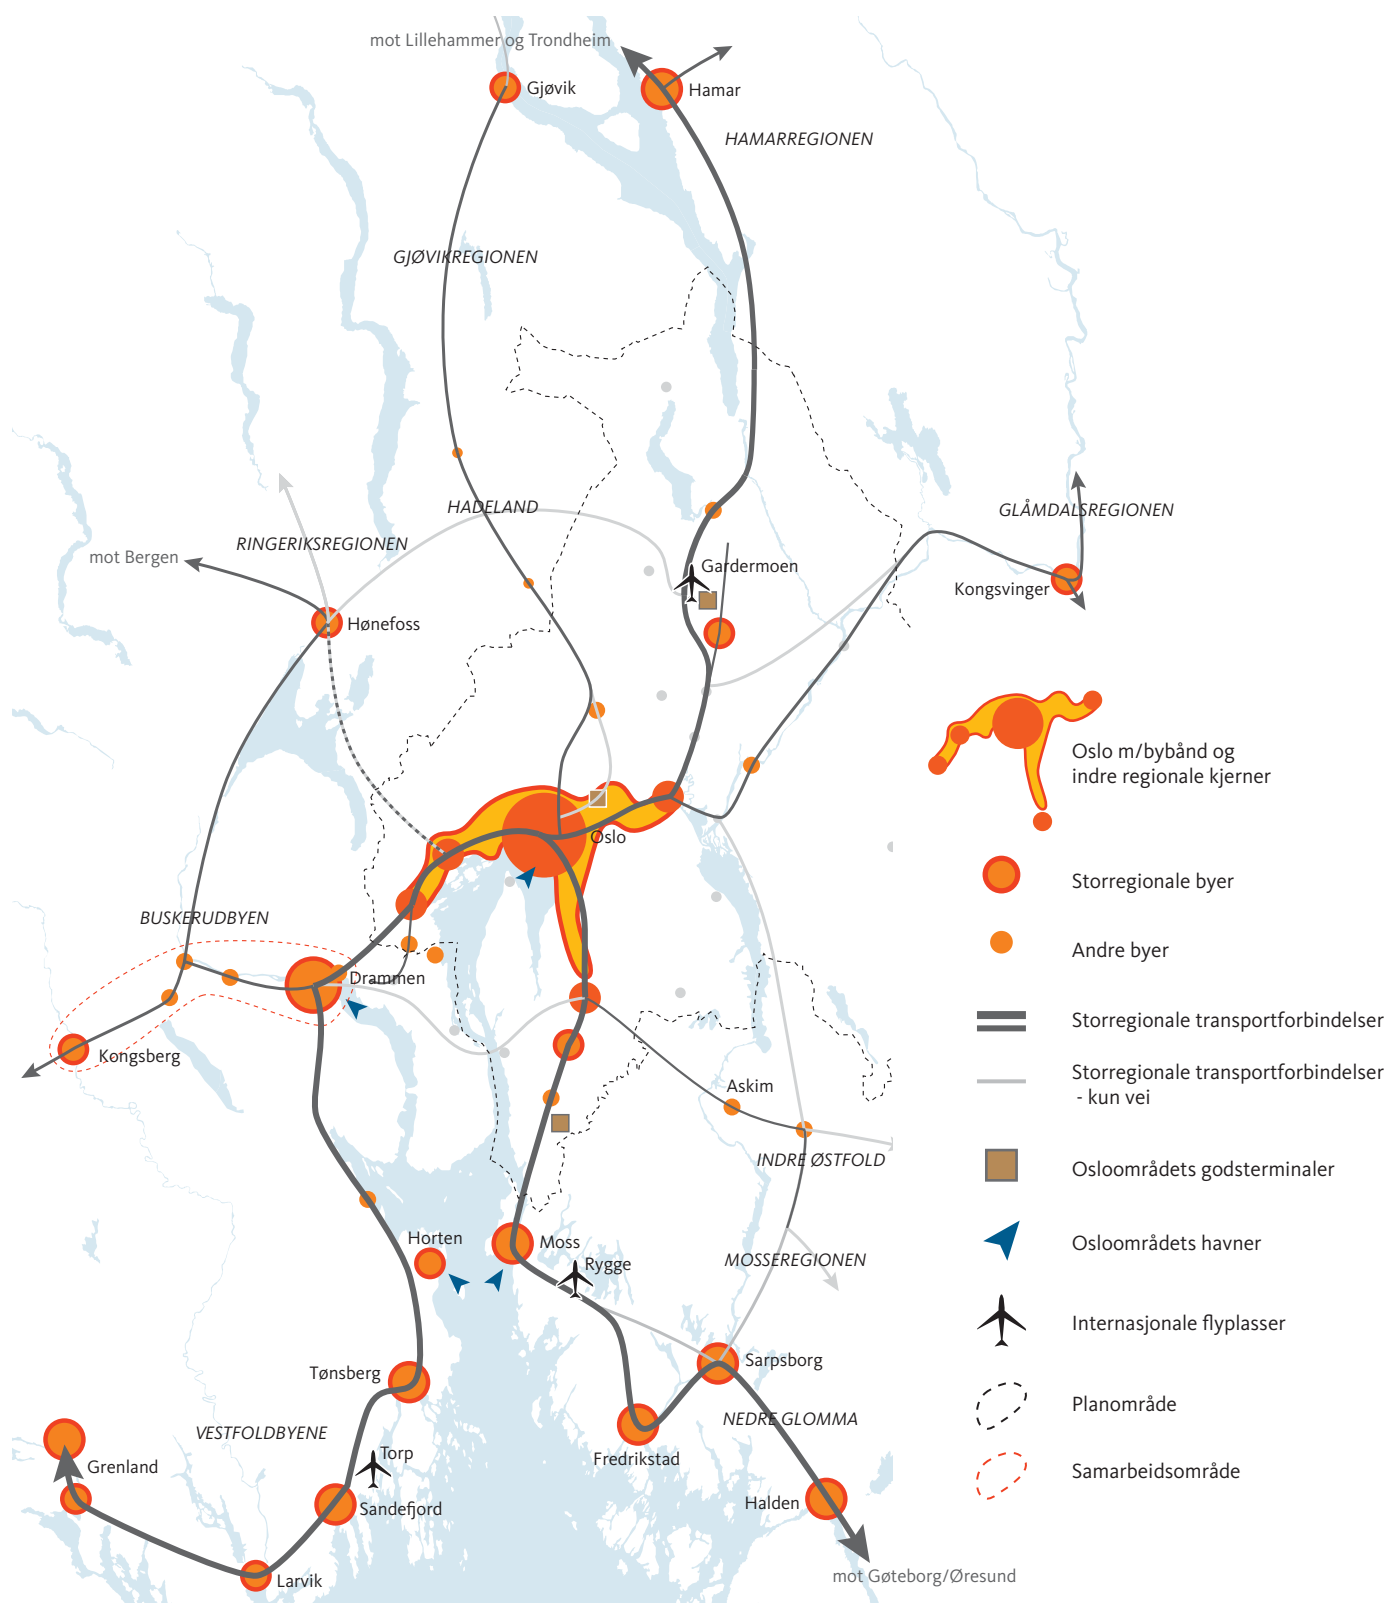 mot Lillehammer og Trondheim
Gjøvik
Hamar
HAMARREGIONEN
GJØVIKREGIONEN
HADELAND
GLÅMDALSREGIONEN
RINGERIKSREGIONEN
mot Bergen
Gardermoen
Kongsvinger
Hønefoss
Oslo m/bybånd og
indre regionale kjerner
Oslo
Storregionale byer
BUSKERUDBYEN
Andre byer
Drammen
Storregionale transportforbindelser
Kongsberg
Storregionale transportforbindelser
- kun vei
Askim
INDRE ØSTFOLD
Osloområdets godsterminaler
Horten
Moss
Osloområdets havner
Rygge
MOSSEREGIONEN
Internasjonale flyplasser
Sarpsborg
Tønsberg
Planområde
NEDRE GLOMMA
VESTFOLDBYENE
Torp
Fredrikstad
Grenland
Samarbeidsområde
Sandefjord
Halden
mot Gøteborg/Øresund
Larvik